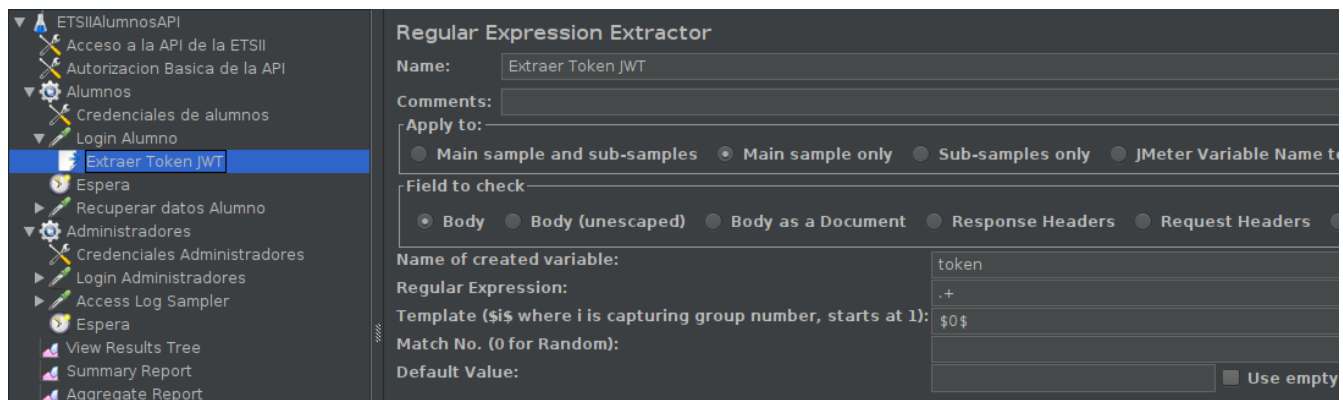 ETSIIAlumnosAPI
Acceso a la API de la ETSII
Autorizacion Basica de la API
Alumnos
Credenciales de alumnos
Login Alumno
Extraer Token JWT
Espera
Recuperar datos Alumno
Administradores
Credenciales Administradores
Login Administradores
Access Log Sampler
Espera
View Results Tree
Summary Report
Aggregate Report
Regular Expression Extractor
Name: Extraer Token JWT
Comments:
Apply to:
Main sample and sub-samples Main sample only Sub-samples only JMeter Variable Name to
Field to check
Body Body (unescaped) Body as a Document Response Headers Request Headers
Name of created variable: token
Regular Expression: .+
Template ($i$ where i is capturing group number, starts at 1): $0$
Match No. (0 for Random):
Default Value: Use empty